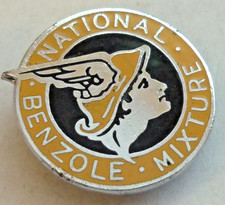 · NATIONAL ·
BENZOLE · MIXTURE